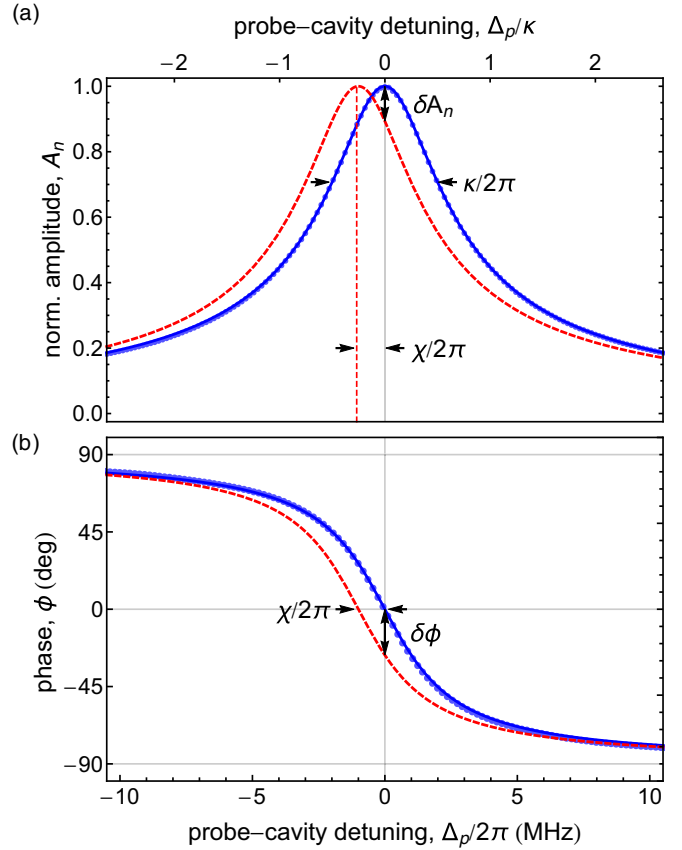 (a)
probe−cavity detuning, Δp/κ
−2 −1 0 1 2
norm. amplitude, An
1.0
0.8
0.6
0.4
0.2
0.0
δAn
κ/2π
χ/2π
(b)
phase, ϕ (deg)
90
45
0
−45
−90
χ/2π
δϕ
−10 −5 0 5 10
probe−cavity detuning, Δp/2π (MHz)